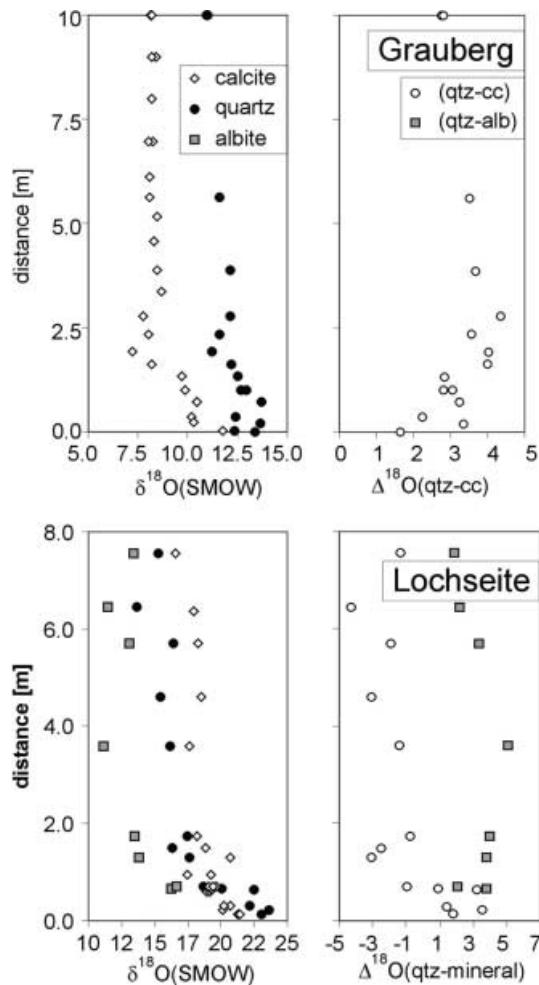 10
7.5
5.0
2.5
0.0
distance [m]
calcite
quartz
albite
5.0 7.5 10.0 12.5 15.0
δ18O(SMOW)
Grauberg
(qtz-cc)
(qtz-alb)
0 1 2 3 4 5
Δ18O(qtz-cc)
8.0
6.0
4.0
2.0
0.0
distance [m]
10 13 16 19 22 25
δ18O(SMOW)
Lochseite
-5 -3 -1 1 3 5 7
Δ18O(qtz-mineral)